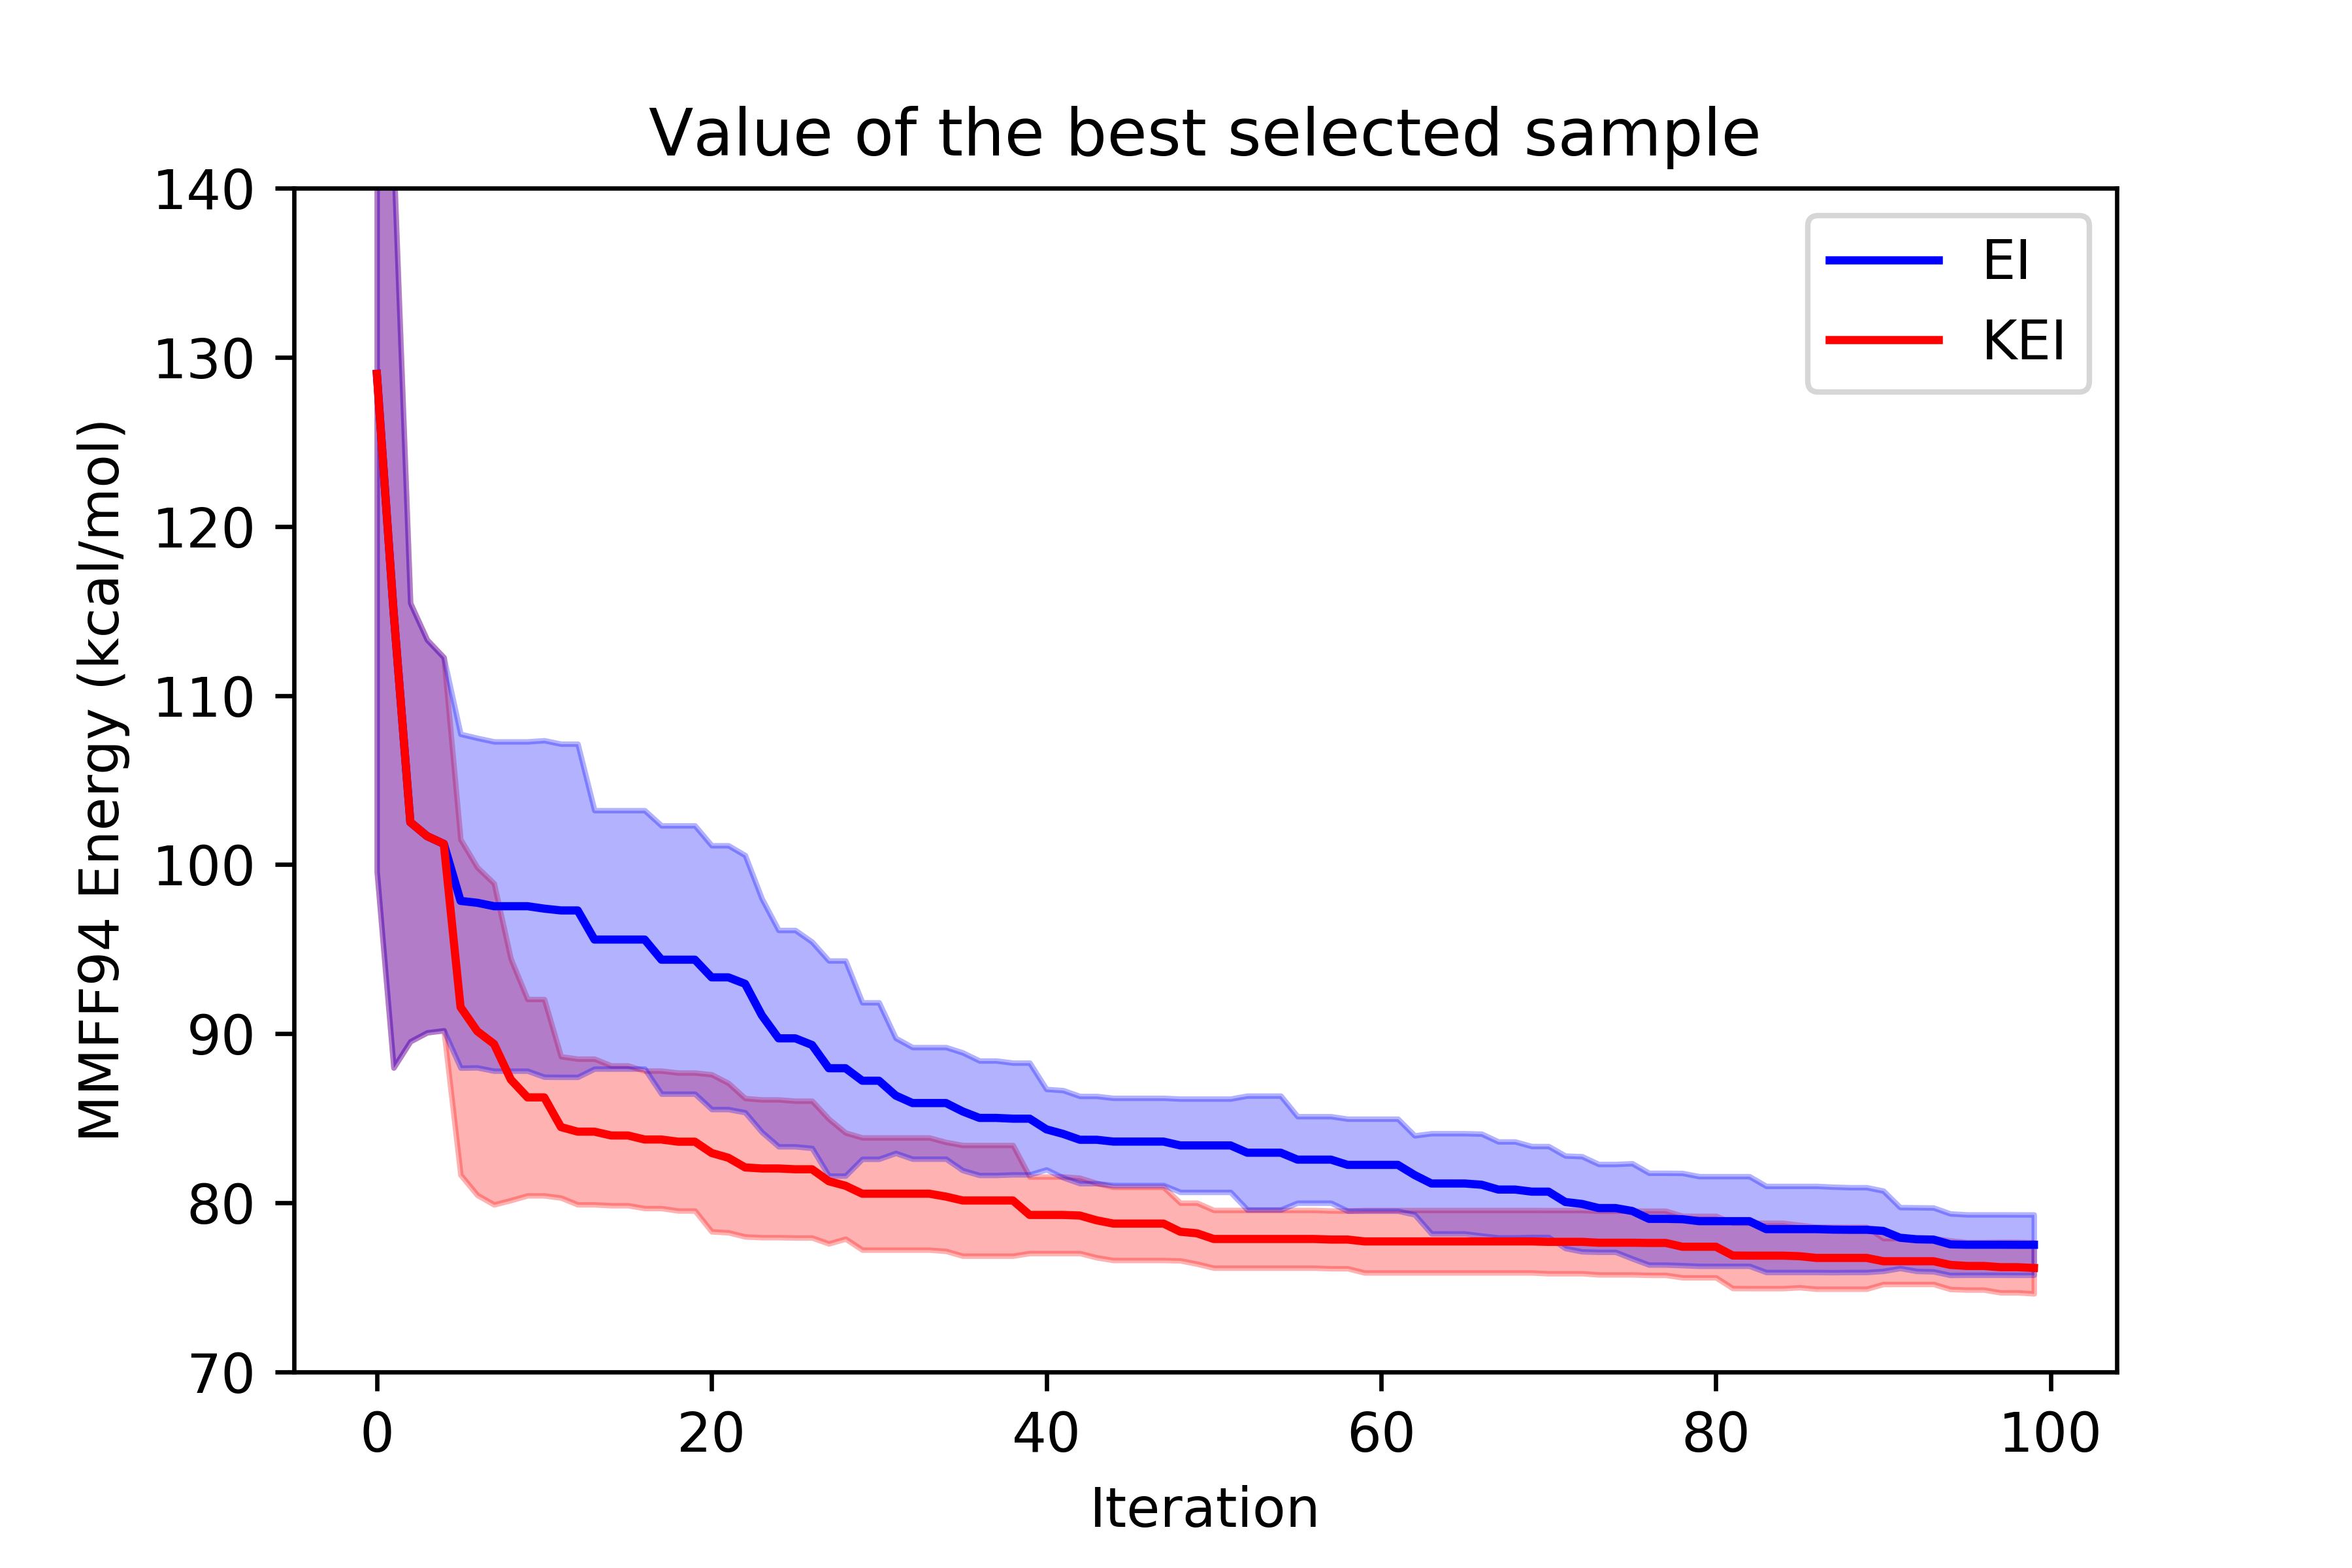 Value of the best selected sample
MMFF94 Energy (kcal/mol)
140
130
120
110
100
90
80
70
EI
KEI
0 20 40 60 80 100
Iteration